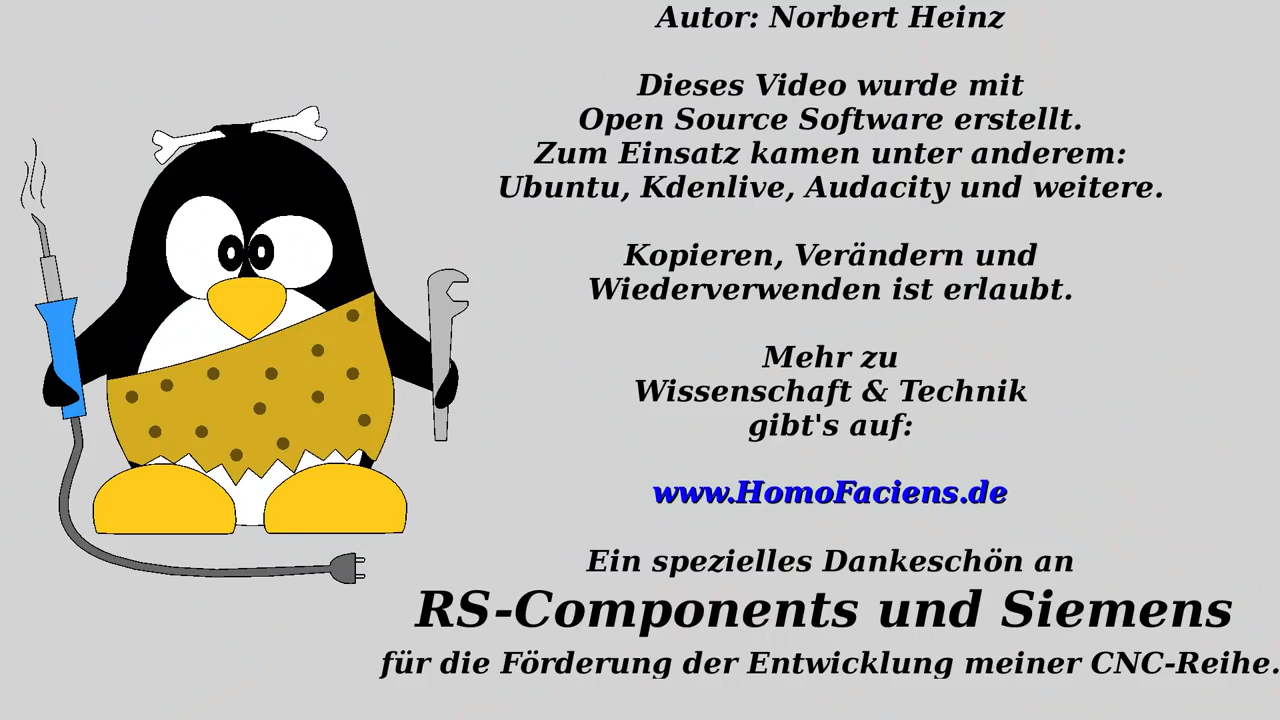 Autor: Norbert Heinz
Dieses Video wurde mit
Open Source Software erstellt.
Zum Einsatz kamen unter anderem:
Ubuntu, Kdenlive, Audacity und weitere.
Kopieren, Verändern und
Wiederverwenden ist erlaubt.
Mehr zu
Wissenschaft & Technik
gibt's auf:
www.HomoFaciens.de
Ein spezielles Dankeschön an
RS-Components und Siemens
für die Förderung der Entwicklung meiner CNC-Reihe.